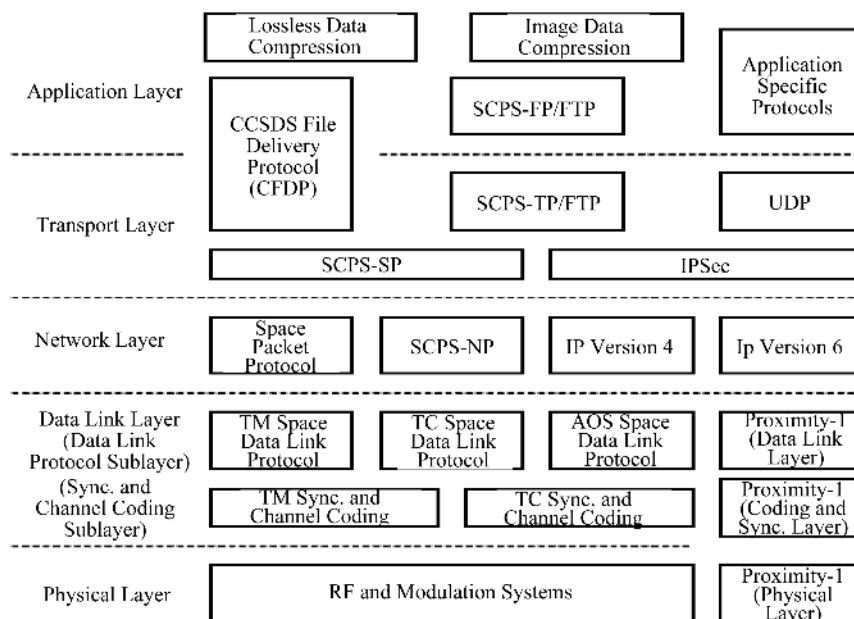 Lossless Data
Compression
Image Data
Compression
Application Layer
CCSDS File
Delivery
Protocol
(CFDP)
SCPS-FP/FTP
Application
Specific
Protocols
Transport Layer
SCPS-TP/FTP
UDP
SCPS-SP
IPSec
Network Layer
Space
Packet
Protocol
SCPS-NP
IP Version 4
Ip Version 6
Data Link Layer
(Data Link
Protocol Sublayer)
TM Space
Data Link
Protocol
TC Space
Data Link
Protocol
AOS Space
Data Link
Protocol
Proximity-1
(Data Link
Layer)
(Sync. and
Channel Coding
Sublayer)
TM Sync. and
Channel Coding
TC Sync. and
Channel Coding
Proximity-1
(Coding and
Sync. Layer)
Physical Layer
RF and Modulation Systems
Proximity-1
(Physical
Layer)